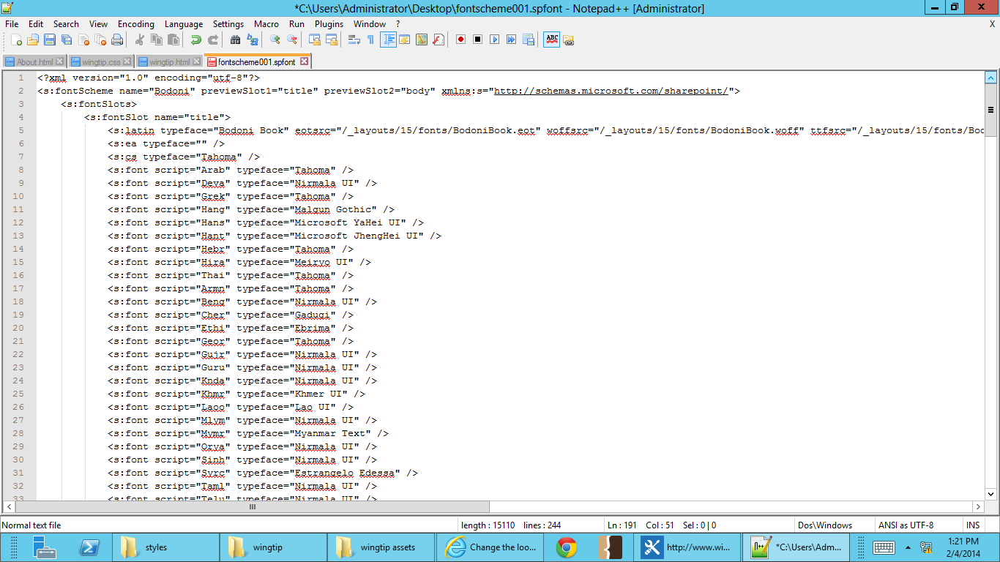 *C:\Users\Administrator\Desktop\fontscheme001.spfont - Notepad++ [Administrator]
File Edit Search View Encoding Language Settings Macro Run Plugins Window ? X
ABC
About.html wingtip.css wingtip.html fontscheme001.spfont
1 <?xml version="1.0" encoding="utf-8"?>
2 <s:fontScheme name="Bodoni" previewSlot1="title" previewSlot2="body" xmlns:s="http://schemas.microsoft.com/sharepoint/">
3 <s:fontSlots>
4 <s:fontSlot name="title">
5 <s:latin typeface="Bodoni Book" eotsrc="/_layouts/15/fonts/BodoniBook.eot" woffsrc="/_layouts/15/fonts/BodoniBook.woff" ttfsrc="/_layouts/15/fonts/Boo
6 <s:ea typeface="" />
7 <s:cs typeface="Tahoma" />
8 <s:font script="Arab" typeface="Tahoma" />
9 <s:font script="Deva" typeface="Nirmala UI" />
10 <s:font script="Grek" typeface="Tahoma" />
11 <s:font script="Hang" typeface="Malgun Gothic" />
12 <s:font script="Hans" typeface="Microsoft YaHei UI" />
13 <s:font script="Hant" typeface="Microsoft JhengHei UI" />
14 <s:font script="Hebr" typeface="Tahoma" />
15 <s:font script="Hira" typeface="Meiryo UI" />
16 <s:font script="Thai" typeface="Tahoma" />
17 <s:font script="Armn" typeface="Tahoma" />
18 <s:font script="Beng" typeface="Nirmala UI" />
19 <s:font script="Cher" typeface="Gadugi" />
20 <s:font script="Ethi" typeface="Ebrima" />
21 <s:font script="Geor" typeface="Tahoma" />
22 <s:font script="Gujr" typeface="Nirmala UI" />
23 <s:font script="Guru" typeface="Nirmala UI" />
24 <s:font script="Knda" typeface="Nirmala UI" />
25 <s:font script="Khmr" typeface="Khmer UI" />
26 <s:font script="Laoo" typeface="Lao UI" />
27 <s:font script="Mlym" typeface="Nirmala UI" />
28 <s:font script="Mymr" typeface="Myanmar Text" />
29 <s:font script="Orya" typeface="Nirmala UI" />
30 <s:font script="Sinh" typeface="Nirmala UI" />
31 <s:font script="Syrc" typeface="Estrangelo Edessa" />
32 <s:font script="Taml" typeface="Nirmala UI" />
33 <s:font script="Telu" typeface="Nirmala UI" />
Normal text file length : 15110 lines : 244 Ln : 191 Col : 51 Sel : 0 | 0 Dos\Windows ANSI as UTF-8 INS
styles wingtip wingtip assets Change the loo... http://www.wi... *C:\Users\Adm... 1:21 PM
2/4/2014